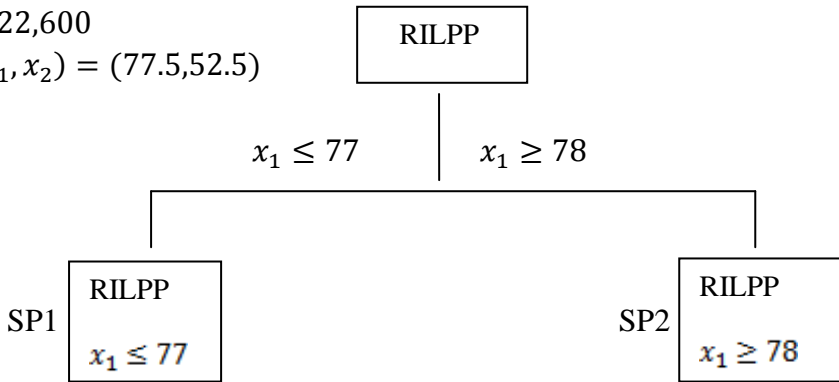 22,600
₁, x₂) = (77.5,52.5)
RILPP
x₁ ≤ 77
x₁ ≥ 78
SP1
RILPP
x₁ ≤ 77
SP2
RILPP
x₁ ≥ 78